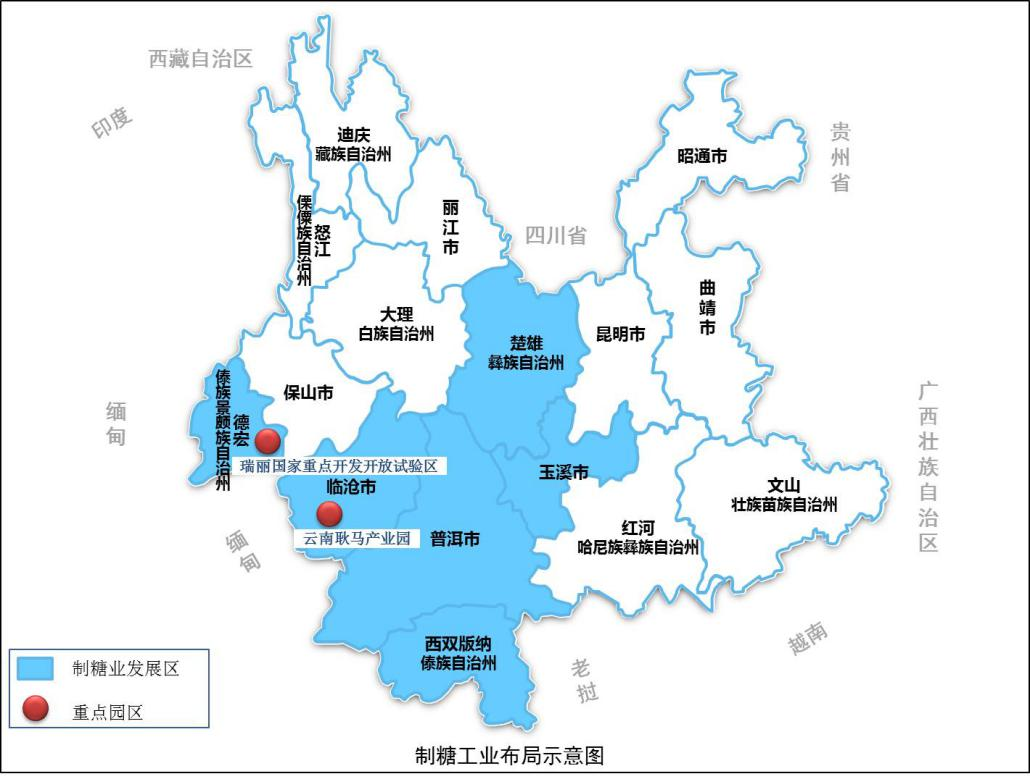 西藏自治区
印度
迪庆
藏族自治州
昭通市
贵州省
丽江市
怒江
傈僳族自治州
四川省
大理
白族自治州
楚雄
彝族自治州
昆明市
曲靖市
保山市
德宏
傣族景颇族自治州
缅甸
广西壮族自治区
瑞丽国家重点开发开放试验区
临沧市
玉溪市
文山
壮族苗族自治州
云南耿马产业园
普洱市
红河
哈尼族彝族自治州
缅甸
西双版纳
傣族自治州
老挝
越南
制糖业发展区
重点园区
制糖工业布局示意图